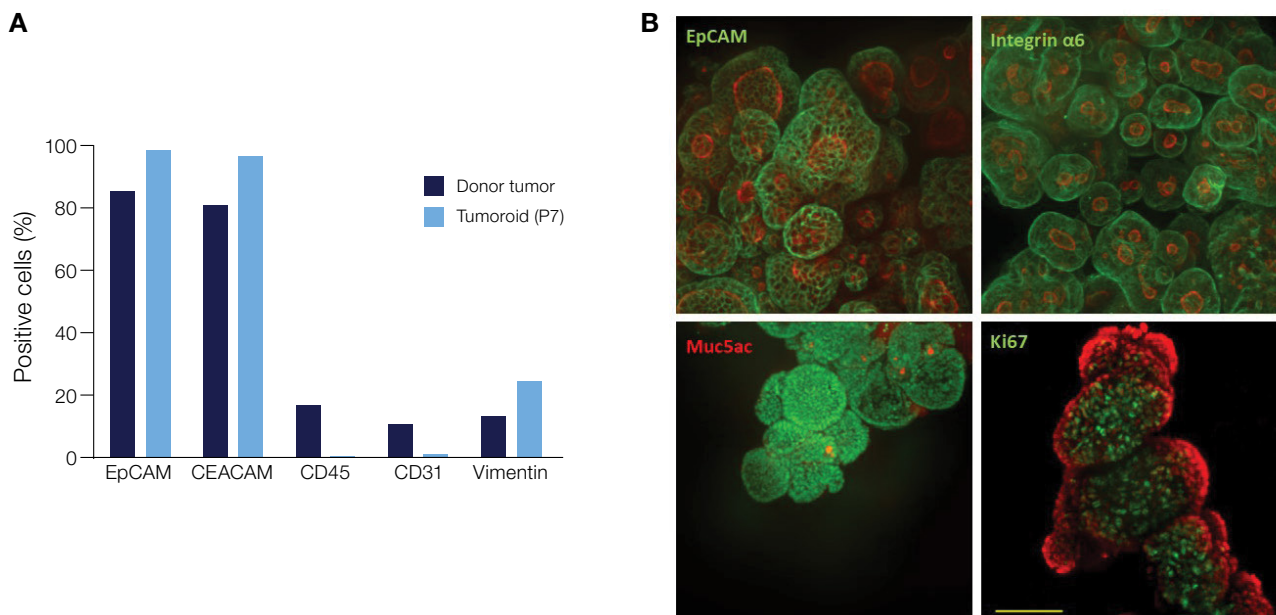 A
Positive cells (%)
100
80
60
40
20
0
EpCAM CEACAM CD45 CD31 Vimentin
Donor tumor
Tumoroid (P7)
B
EpCAM
Integrin α6
Muc5ac
Ki67